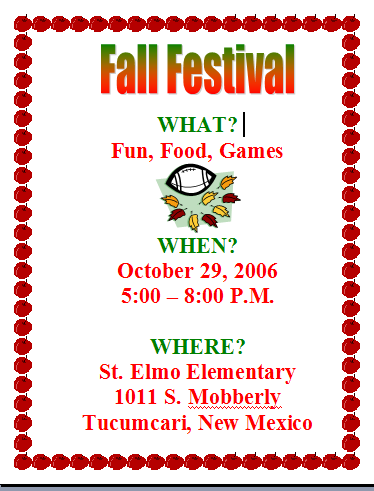 Fall Festival
WHAT?
Fun, Food, Games
WHEN?
October 29, 2006
5:00 – 8:00 P.M.
WHERE?
St. Elmo Elementary
1011 S. Mobberly
Tucumcari, New Mexico